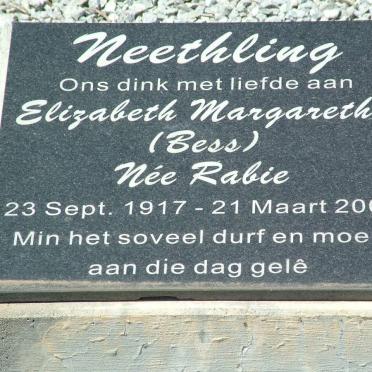 Neethling
Ons dink met liefde aan
Elizabeth Margareth
(Bess)
Née Rabie
23 Sept. 1917 - 21 Maart 200
Min het soveel durf en moe
aan die dag gelê